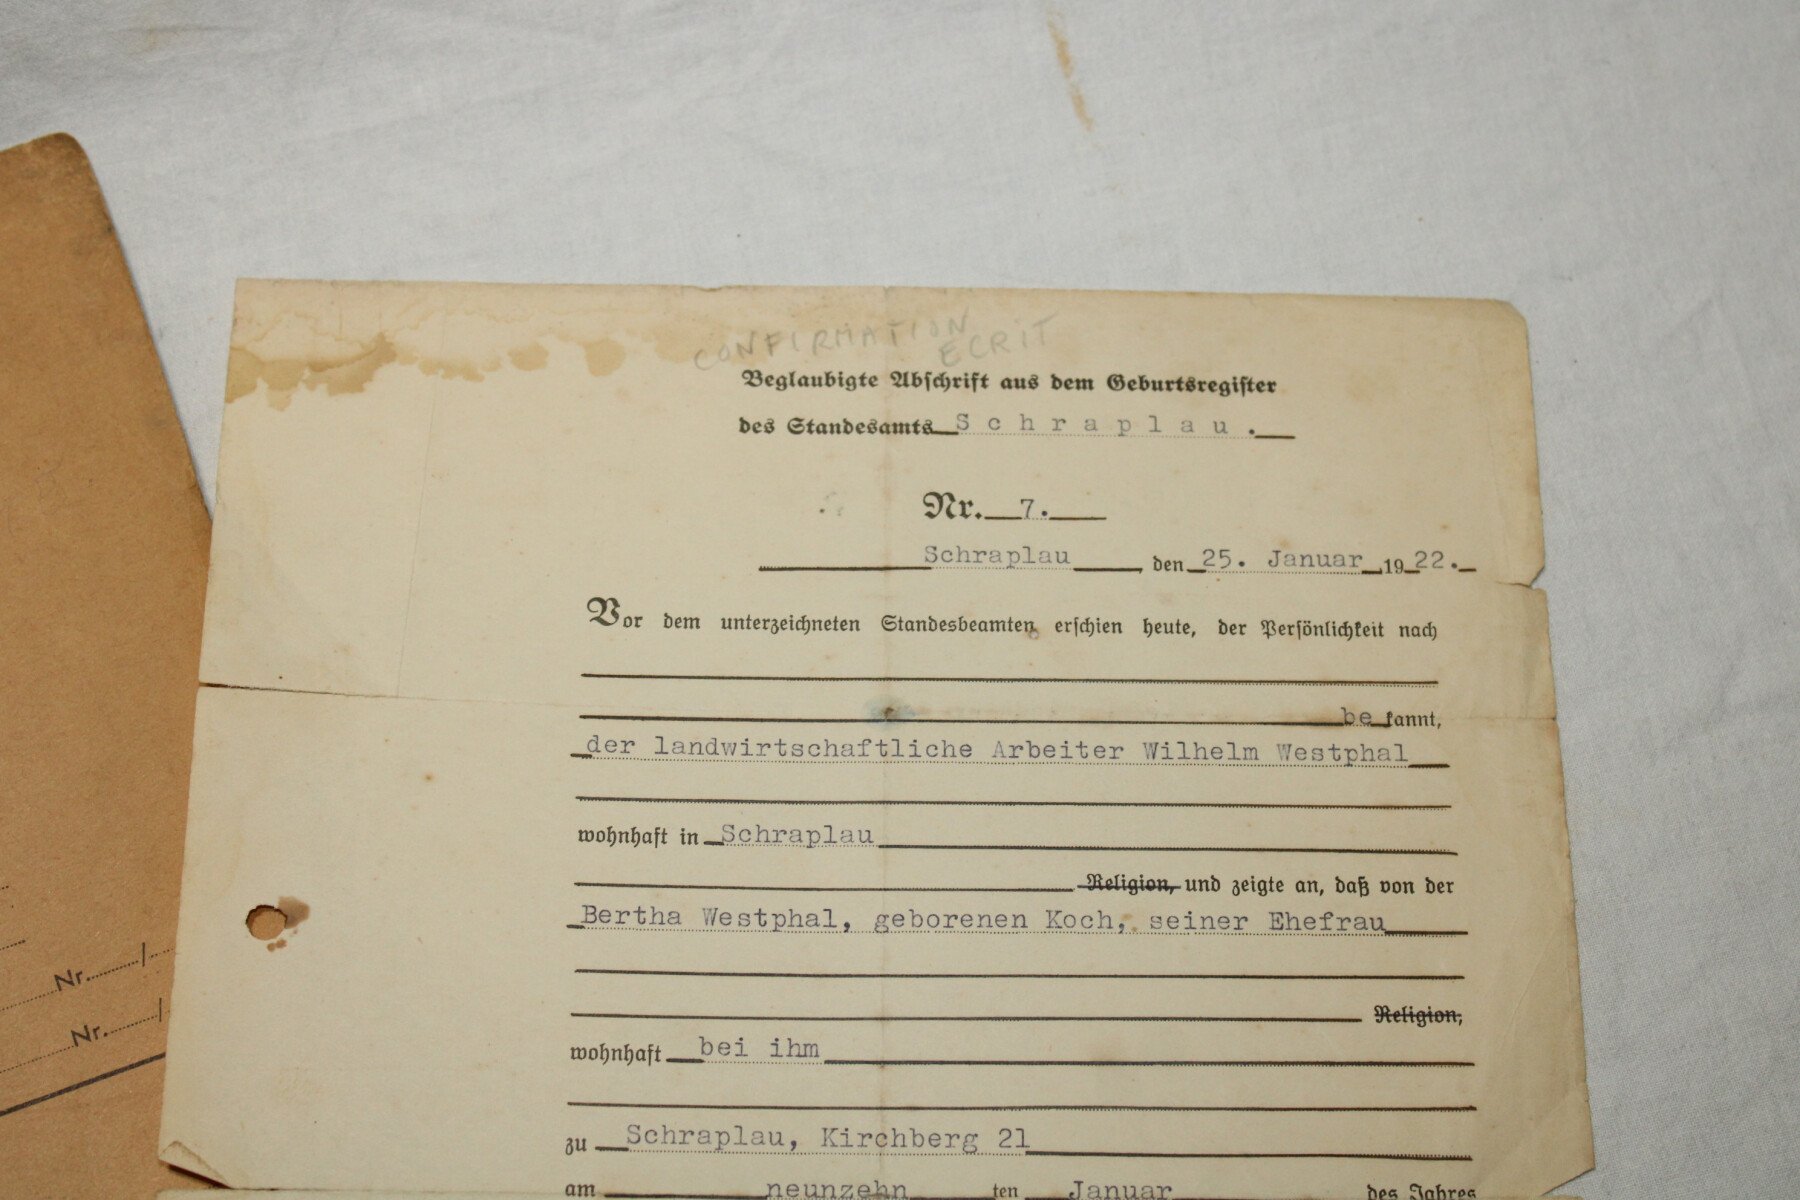 CONFIRMATION
ECRIT
Beglaubigte Abschrift aus dem Geburtsregister
des Standesamts Schraplau.
Nr. 7.
Schraplau, den 25. Januar 1922.
Vor dem unterzeichneten Standesbeamten erschien heute, der Persönlichkeit nach
be kannt,
der landwirtschaftliche Arbeiter Wilhelm Westphal
wohnhaft in Schraplau
Religion, und zeigte an, daß von der
Bertha Westphal, geborenen Koch, seiner Ehefrau
Religion,
wohnhaft bei ihm
zu Schraplau, Kirchberg 21
am neunzehn ten Januar des Jahres
Nr.
Nr.